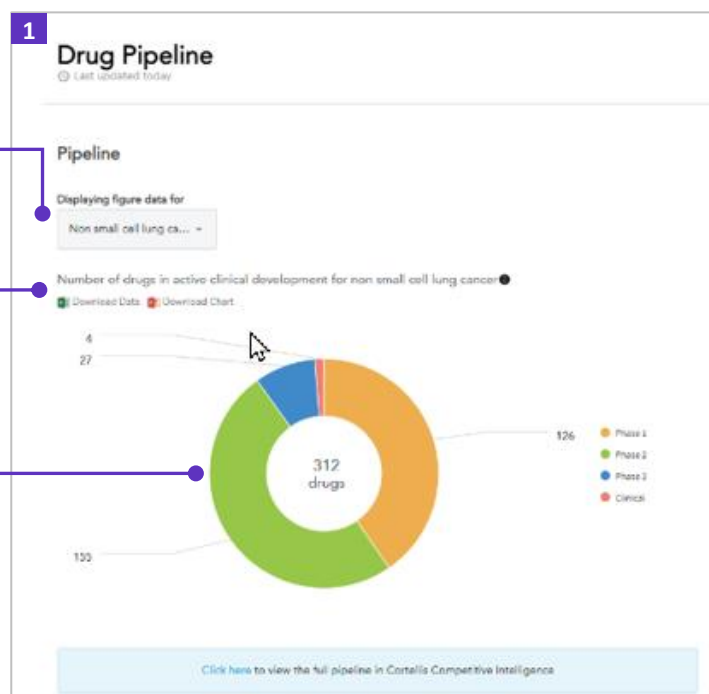 1
Drug Pipeline
Last updated today
Pipeline
Displaying figure data for
Non small cell lung ca...
Number of drugs in active clinical development for non small cell lung cancer
Download Data Download Chart
4
27
126
312
drugs
155
Phase 1
Phase 2
Phase 3
Clinical
Click here to view the full pipeline in Cortellis Competitive Intelligence